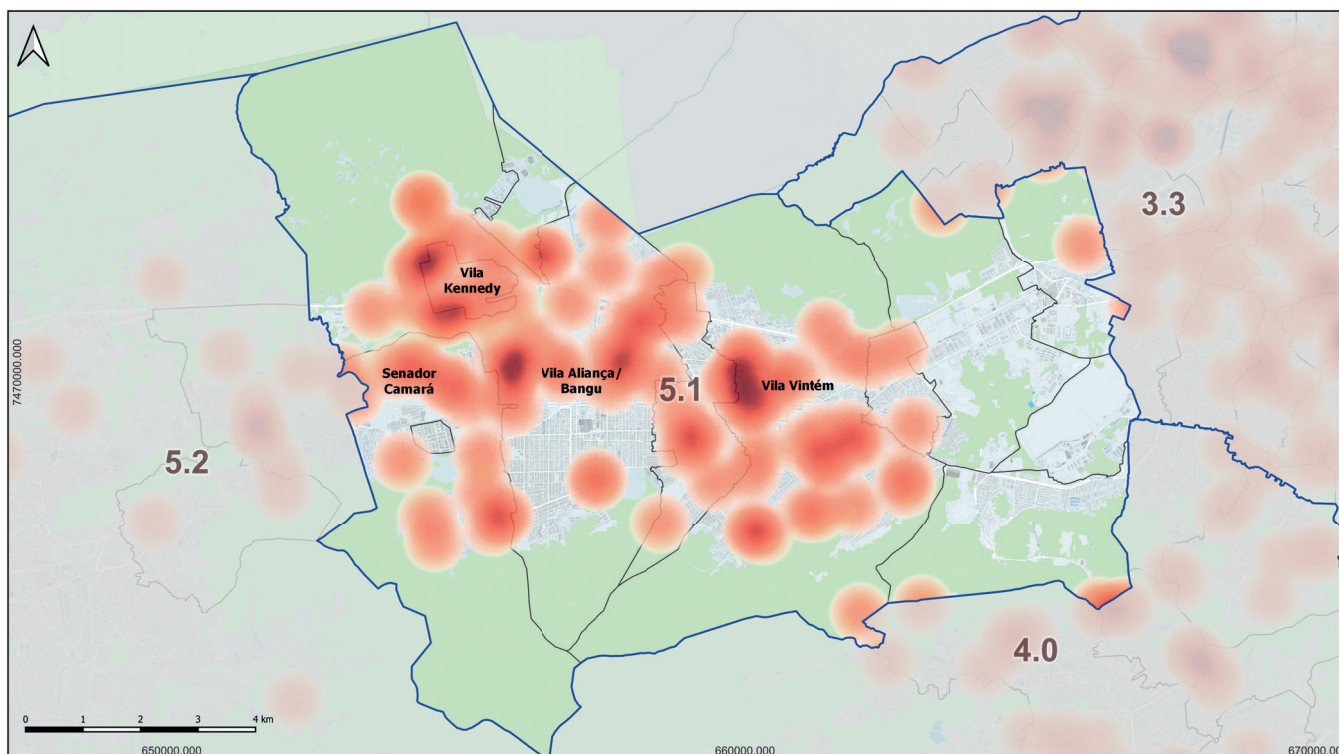 3.3
Vila
Kennedy
Senador
Camará
Vila Aliança/
Bangu
5.1
Vila Vintém
7470000.000
5.2
4.0
0 1 2 3 4 km
650000.000 660000.000 670000.000